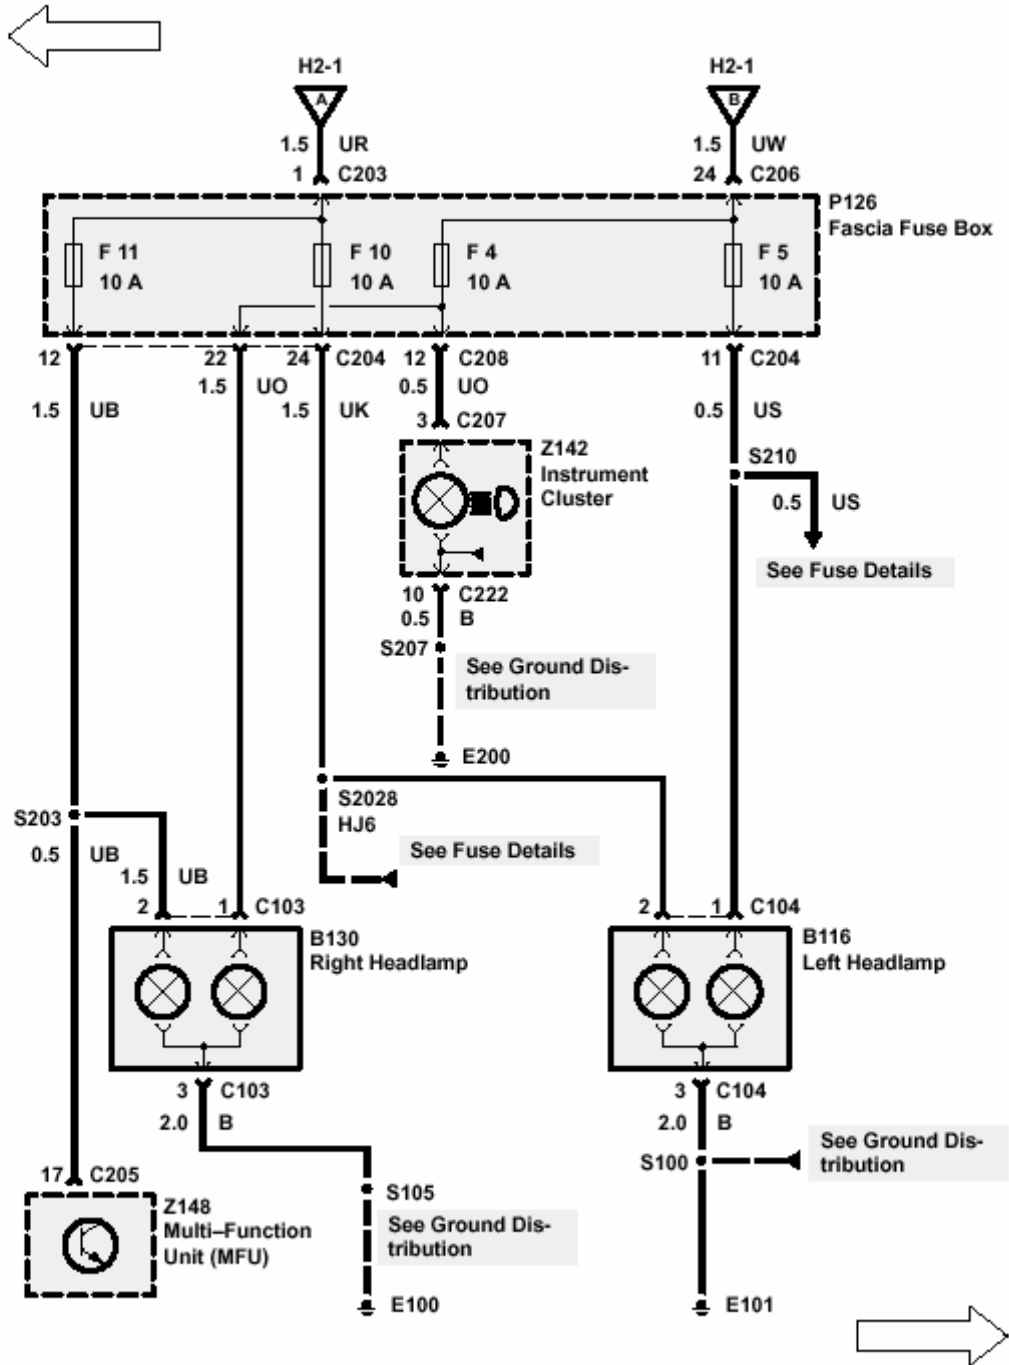 H2-1 H2-1
A B
1.5 UR 1.5 UW
1 C203 24 C206
P126
Fascia Fuse Box
F 11 F 10 F 4 F 5
10 A 10 A 10 A 10 A
12 22 24 C204 12 C208 11 C204
1.5 UO 0.5 UO
1.5 UB 1.5 UK 0.5 US
3 C207
Z142
Instrument
Cluster
S210
0.5 US
See Fuse Details
10 C222
0.5 B
S207
See Ground Dis-
tribution
E200
S2028
HJ6
S203
0.5 UB
See Fuse Details
1.5 UB
2 1 C103 2 1 C104
B130
Right Headlamp
B116
Left Headlamp
3 C103 3 C104
2.0 B 2.0 B
See Ground Dis-
tribution
S100
17 C205
S105
Z148
Multi–Function
Unit (MFU)
See Ground Dis-
tribution
E100 E101